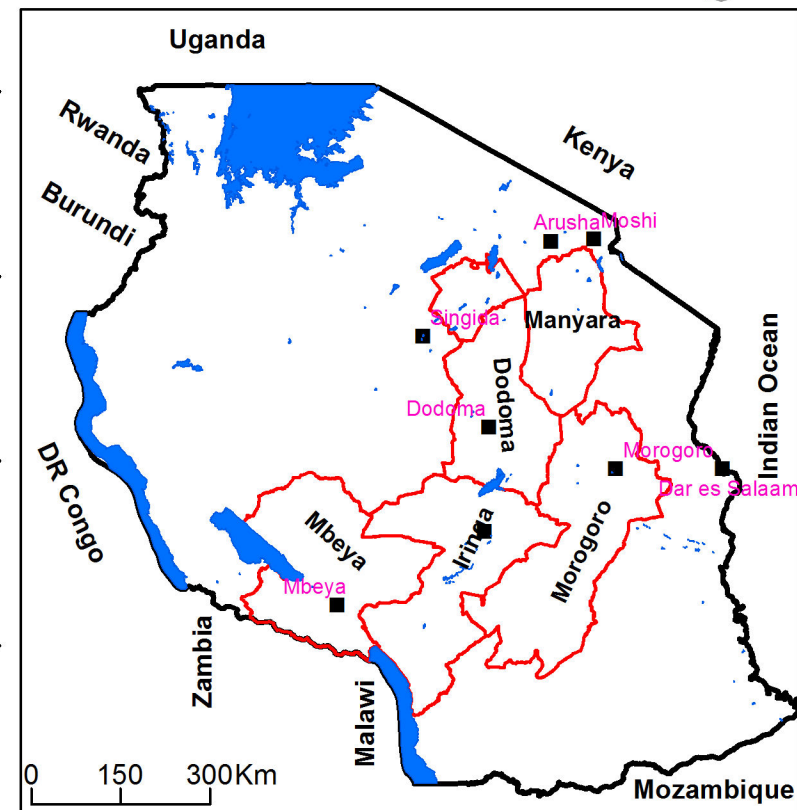 Uganda
Rwanda
Kenya
Burundi
Arusha
Moshi
Singida
Manyara
Indian Ocean
Dodoma
Dodoma
Morogoro
DR Congo
Dar es Salaam
Mbeya
Iringa
Morogoro
Mbeya
Zambia
Malawi
0 150 300Km
Mozambique